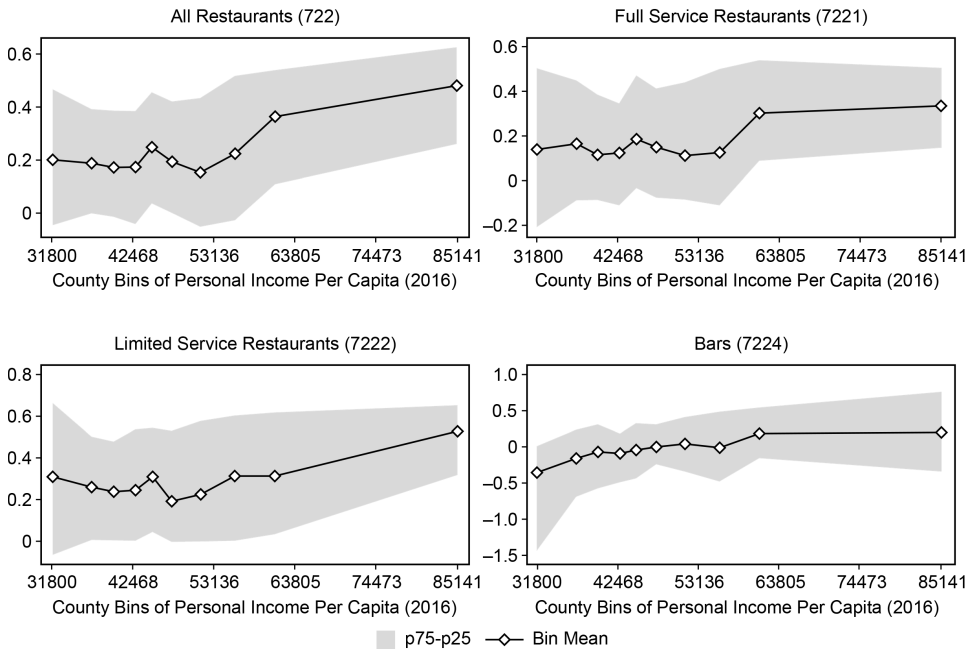 All Restaurants (722)
0.6
0.4
0.2
0
31800 42468 53136 63805 74473 85141
County Bins of Personal Income Per Capita (2016)
Full Service Restaurants (7221)
0.6
0.4
0.2
0
–0.2
31800 42468 53136 63805 74473 85141
County Bins of Personal Income Per Capita (2016)
Limited Service Restaurants (7222)
0.8
0.6
0.4
0.2
0
31800 42468 53136 63805 74473 85141
County Bins of Personal Income Per Capita (2016)
Bars (7224)
1.0
0.5
0
–0.5
–1.0
–1.5
31800 42468 53136 63805 74473 85141
County Bins of Personal Income Per Capita (2016)
p75-p25 Bin Mean